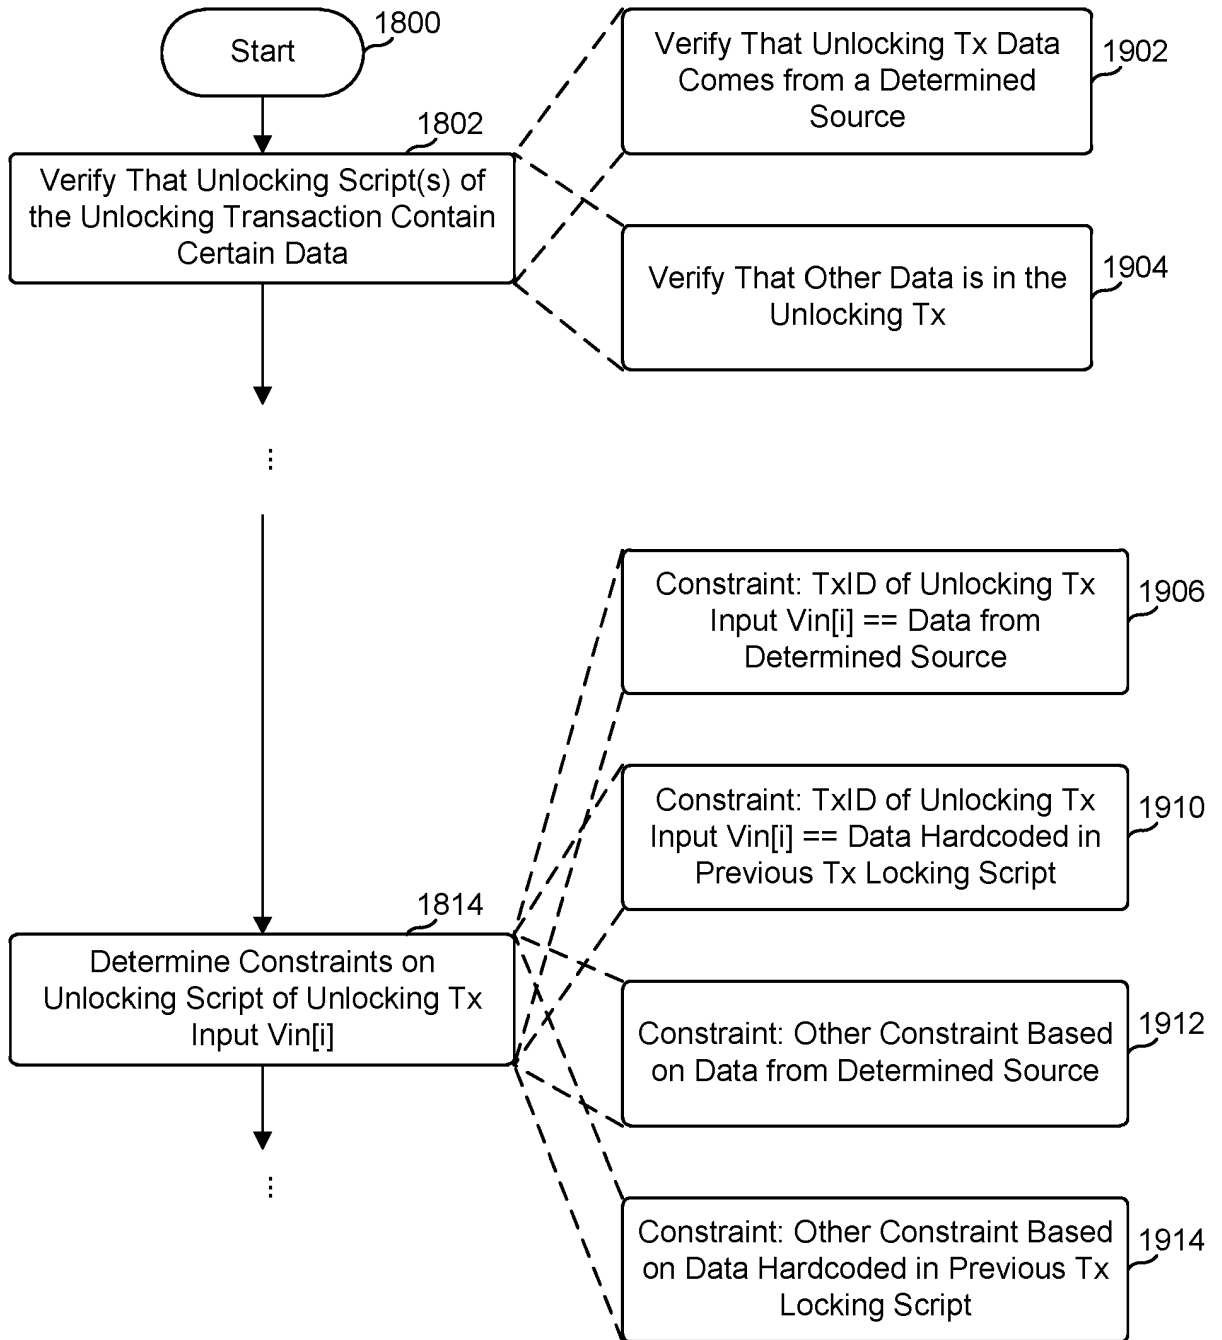 Start
1800
1802
Verify That Unlocking Script(s) of
the Unlocking Transaction Contain
Certain Data
Verify That Unlocking Tx Data
Comes from a Determined
Source
1902
Verify That Other Data is in the
Unlocking Tx
1904
...
Constraint: TxID of Unlocking Tx
Input Vin[i] == Data from
Determined Source
1906
Constraint: TxID of Unlocking Tx
Input Vin[i] == Data Hardcoded in
Previous Tx Locking Script
1910
1814
Determine Constraints on
Unlocking Script of Unlocking Tx
Input Vin[i]
Constraint: Other Constraint Based
on Data from Determined Source
1912
...
Constraint: Other Constraint Based
on Data Hardcoded in Previous Tx
Locking Script
1914